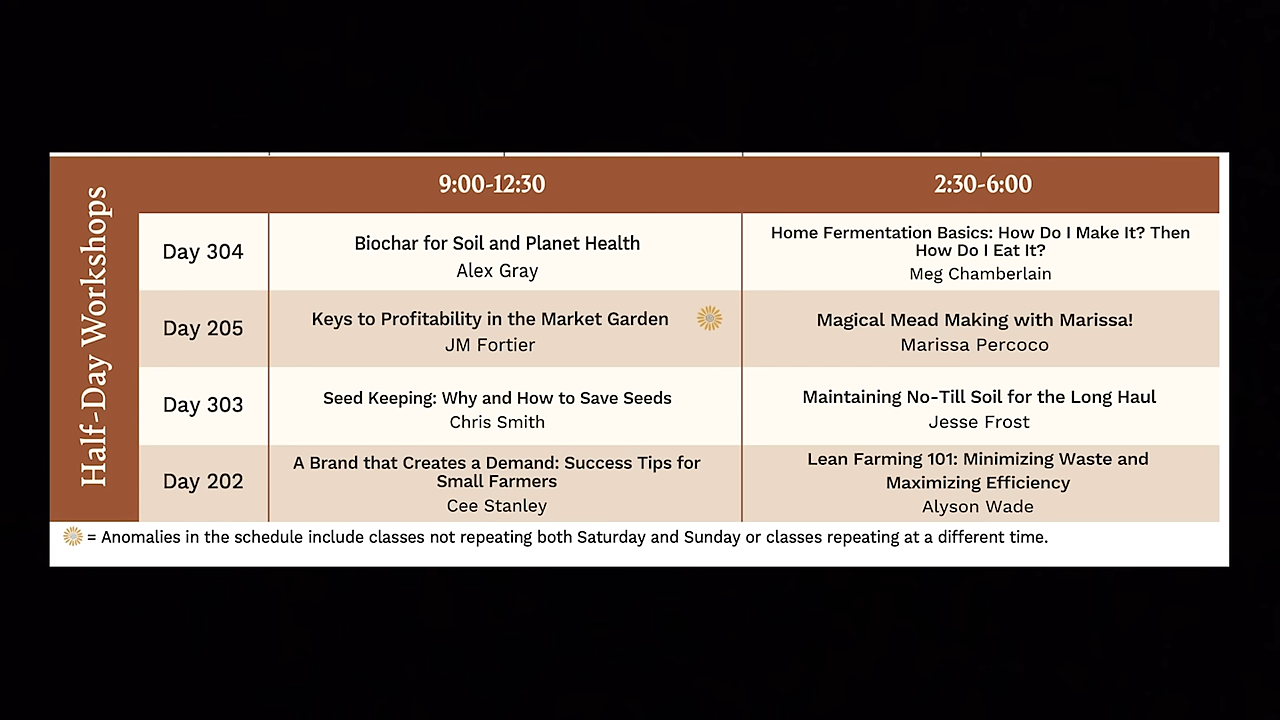 Half-Day Workshops
9:00-12:30
2:30-6:00
Day 304
Biochar for Soil and Planet Health
Alex Gray
Home Fermentation Basics: How Do I Make It? Then
How Do I Eat It?
Meg Chamberlain
Day 205
Keys to Profitability in the Market Garden
JM Fortier
Magical Mead Making with Marissa!
Marissa Percoco
Day 303
Seed Keeping: Why and How to Save Seeds
Chris Smith
Maintaining No-Till Soil for the Long Haul
Jesse Frost
Day 202
A Brand that Creates a Demand: Success Tips for
Small Farmers
Cee Stanley
Lean Farming 101: Minimizing Waste and
Maximizing Efficiency
Alyson Wade
= Anomalies in the schedule include classes not repeating both Saturday and Sunday or classes repeating at a different time.